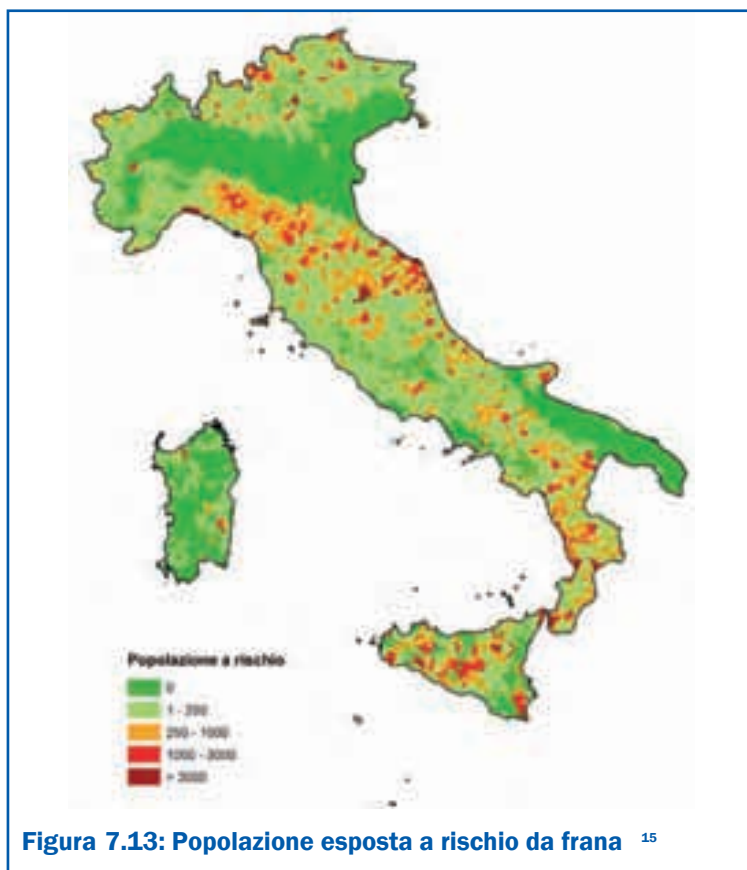 Popolazione a rischio
0
1 - 250
250 - 1000
1000 - 3000
> 3000
Figura 7.13: Popolazione esposta a rischio da frana 15